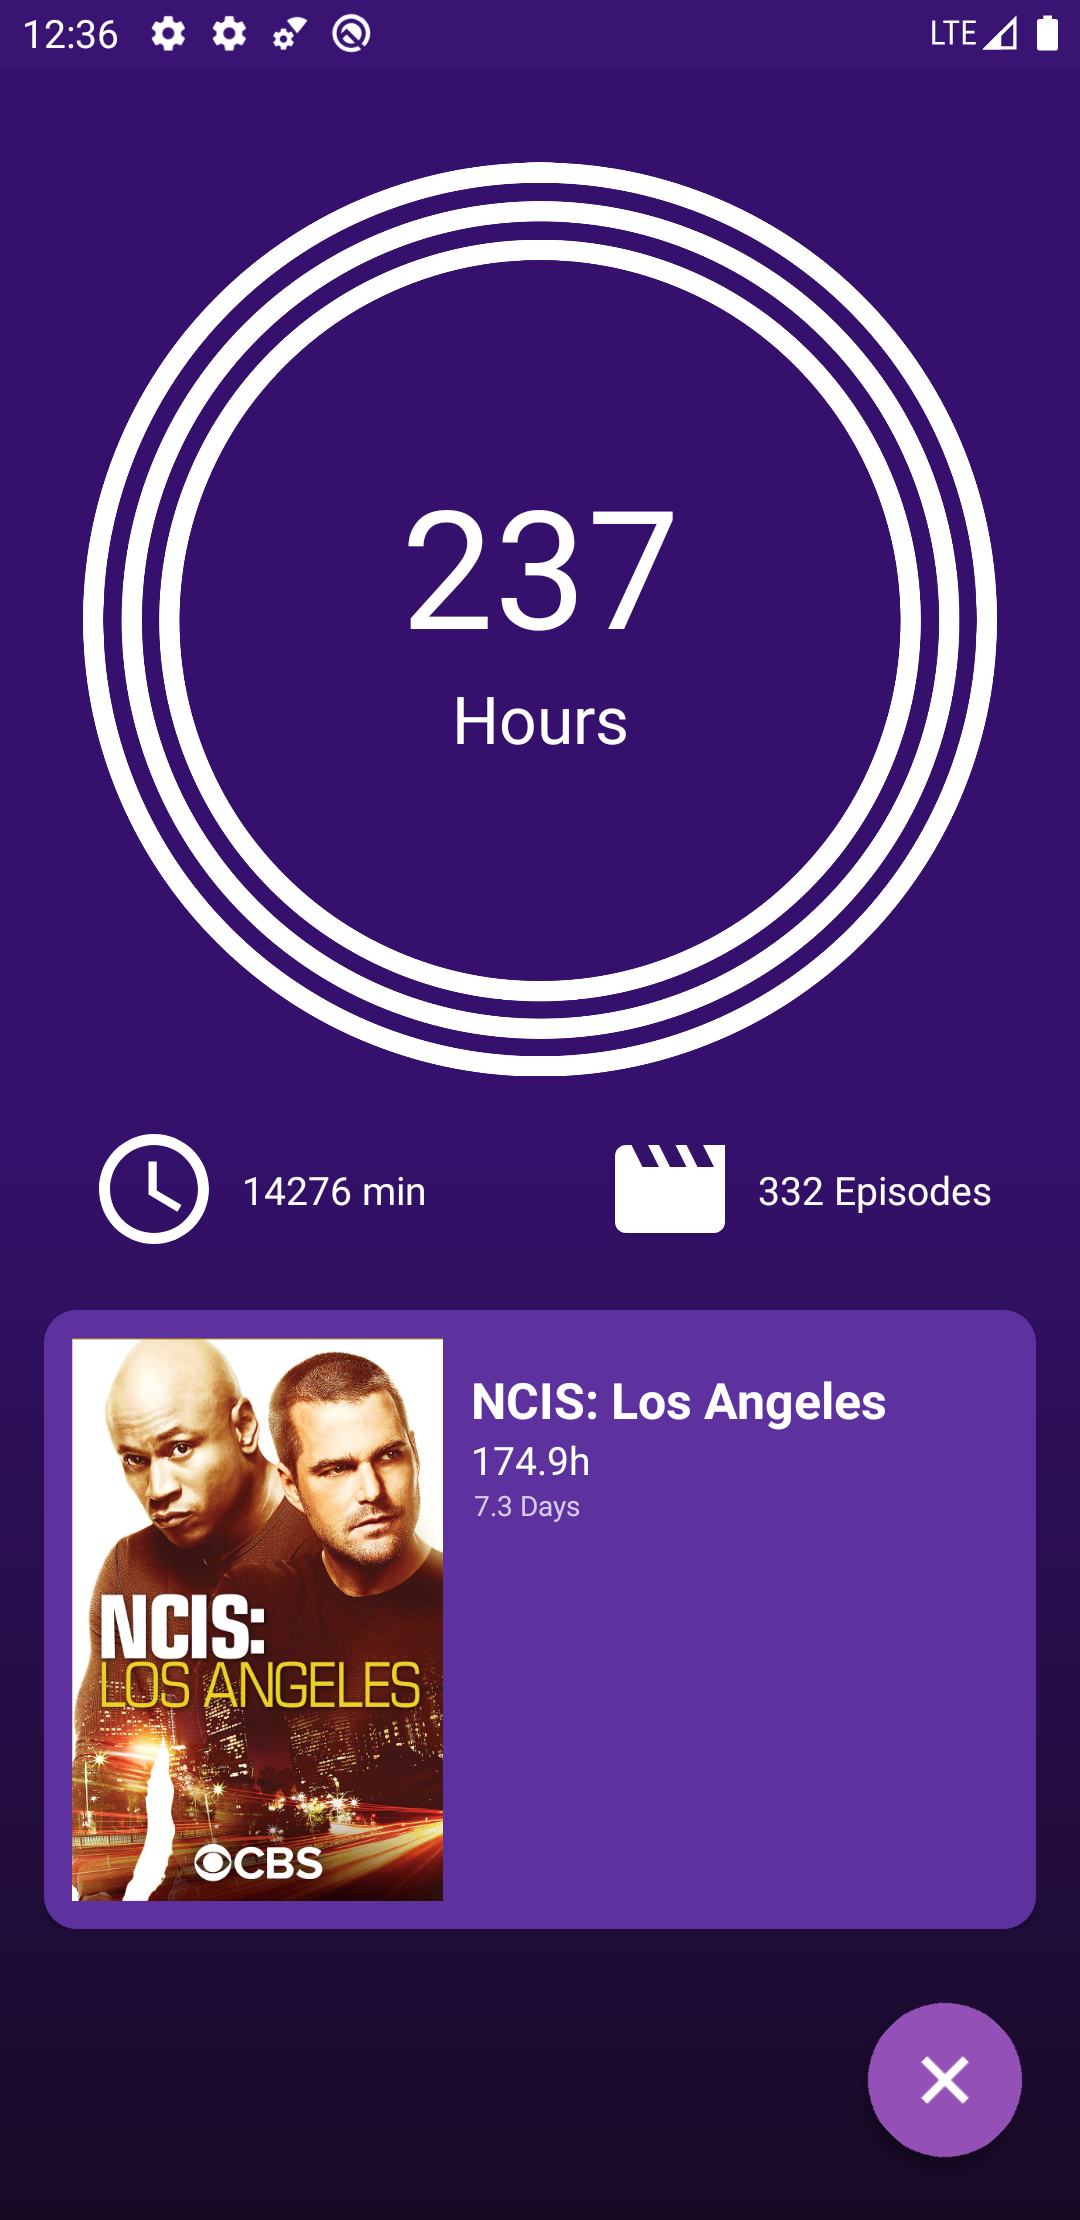 12:36
LTE
237
Hours
14276 min
332 Episodes
NCIS: Los Angeles
174.9h
7.3 Days
NCIS:
LOS ANGELES
CBS